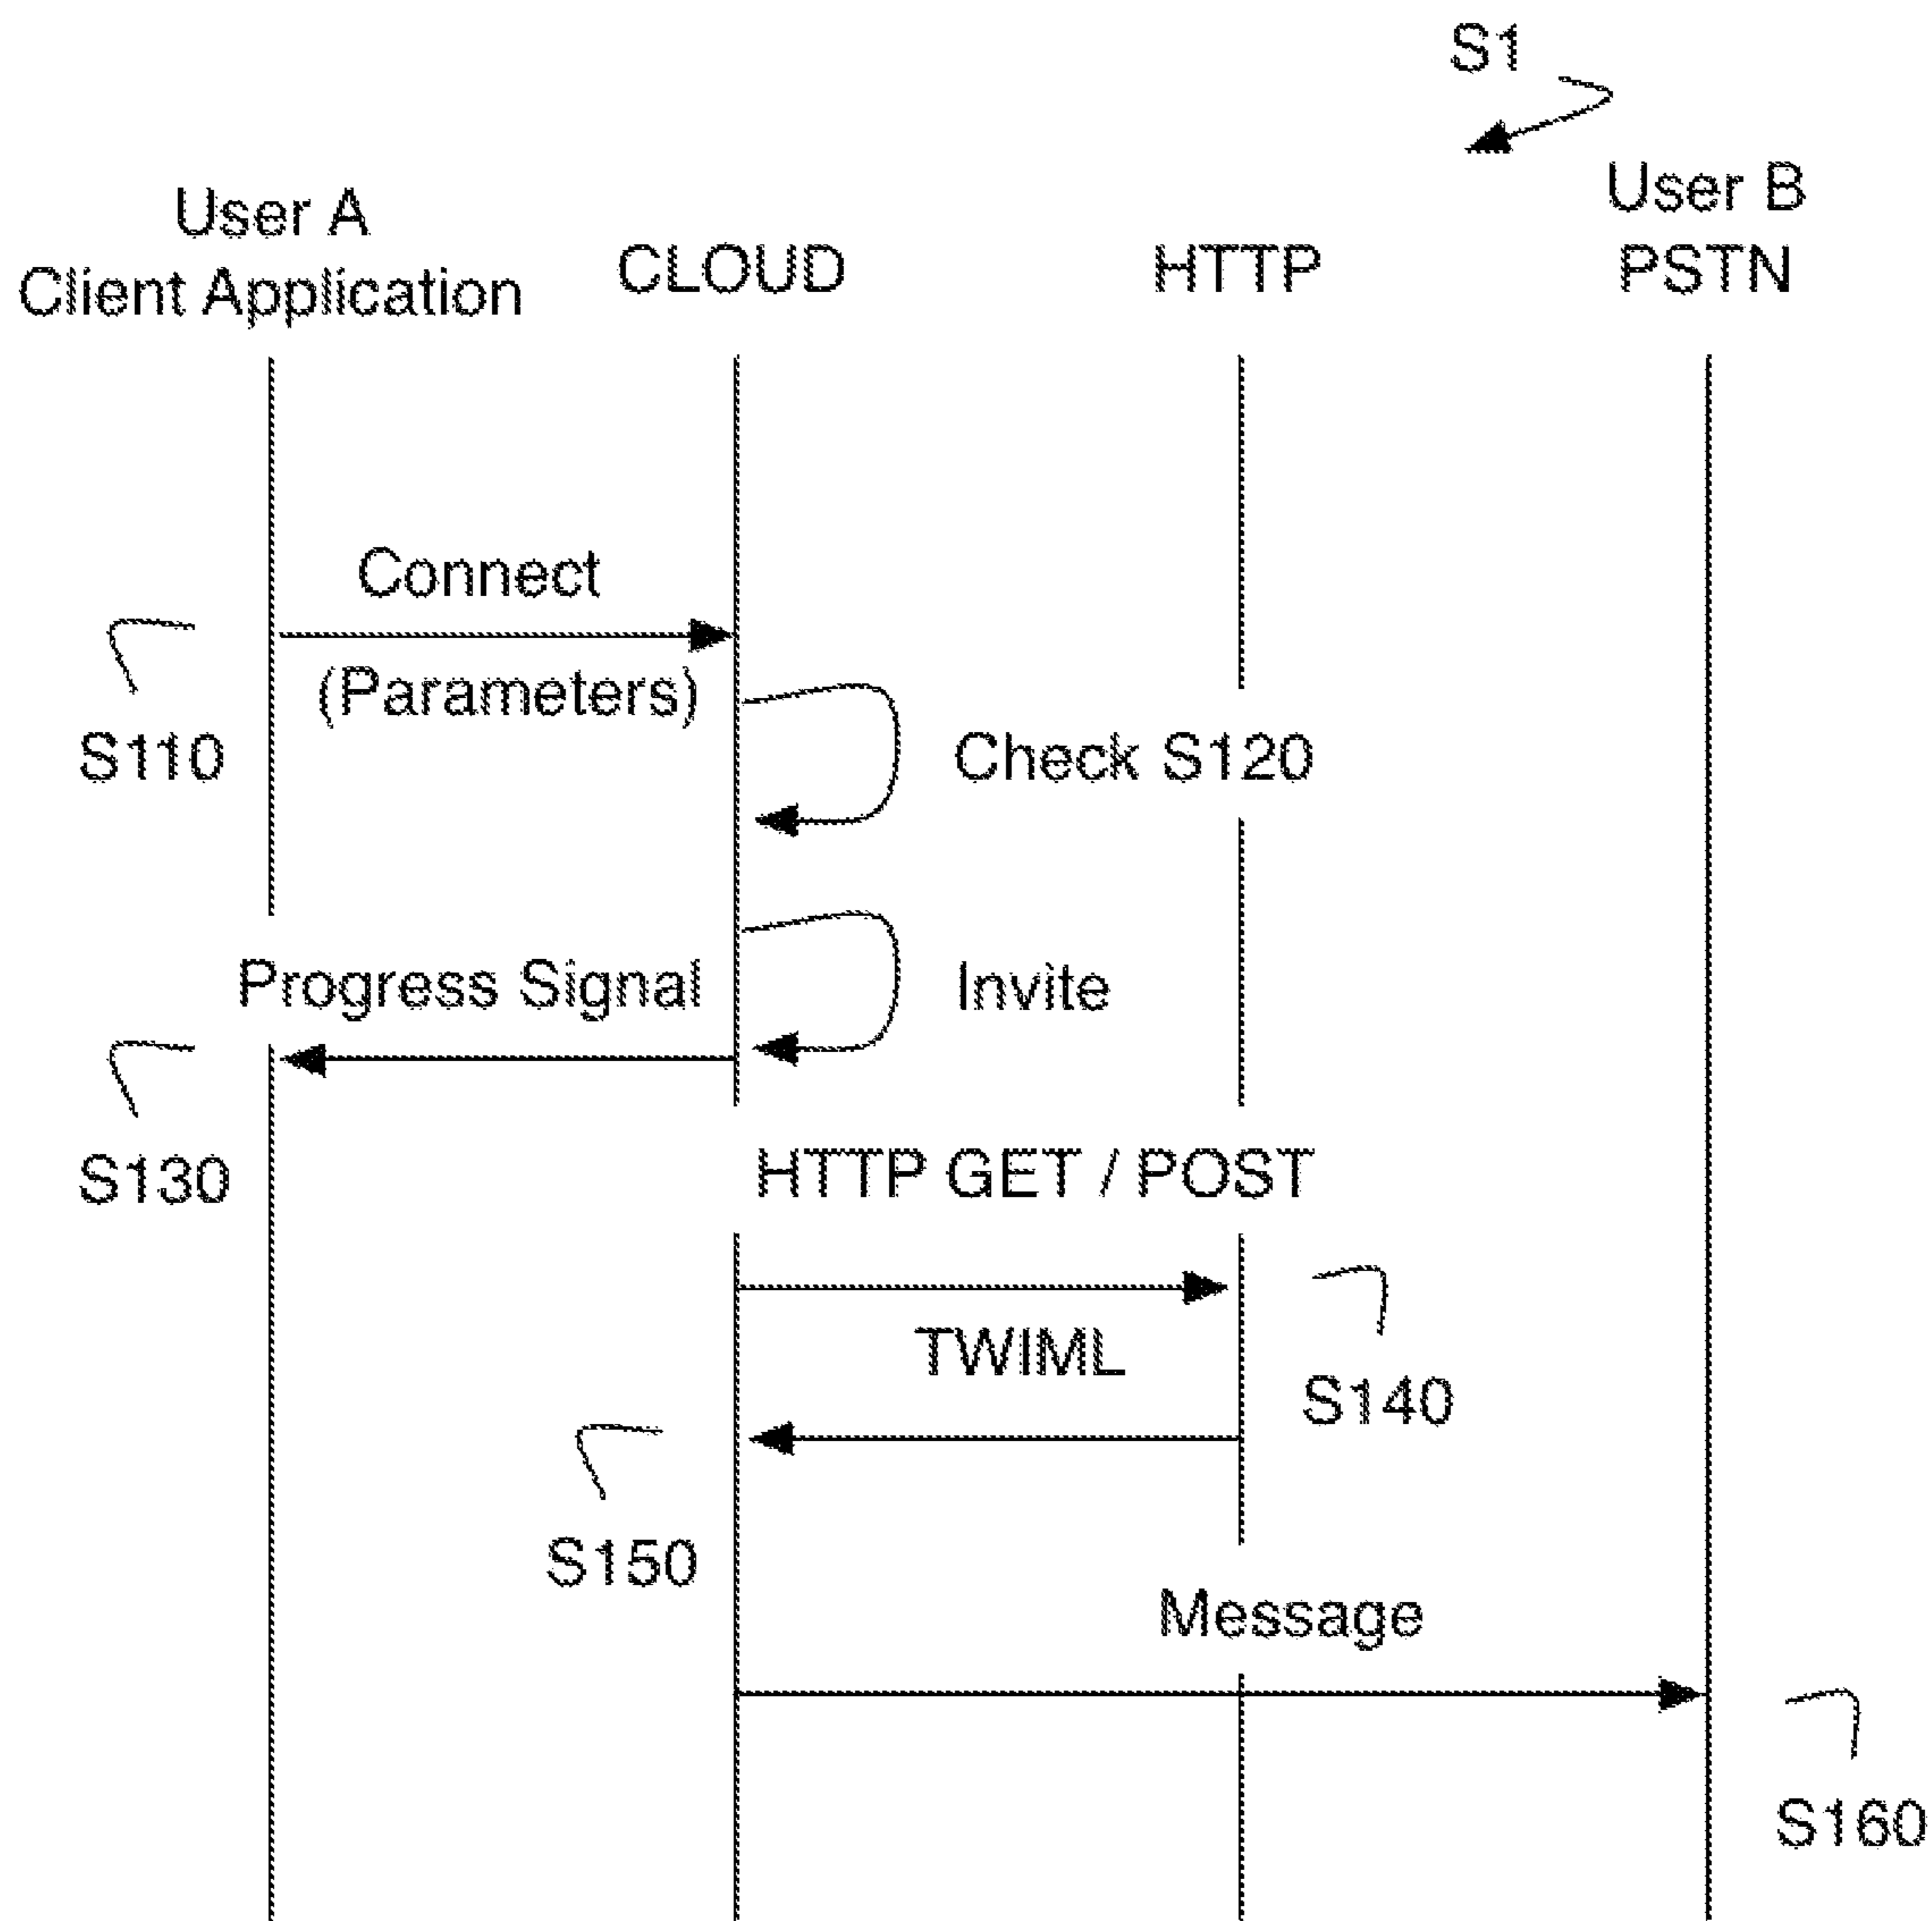 S1
User A
Client Application
CLOUD
HTTP
User B
PSTN
Connect
(Parameters)
S110
Check S120
Progress Signal
Invite
S130
HTTP GET / POST
TWIML
S140
S150
Message
S160